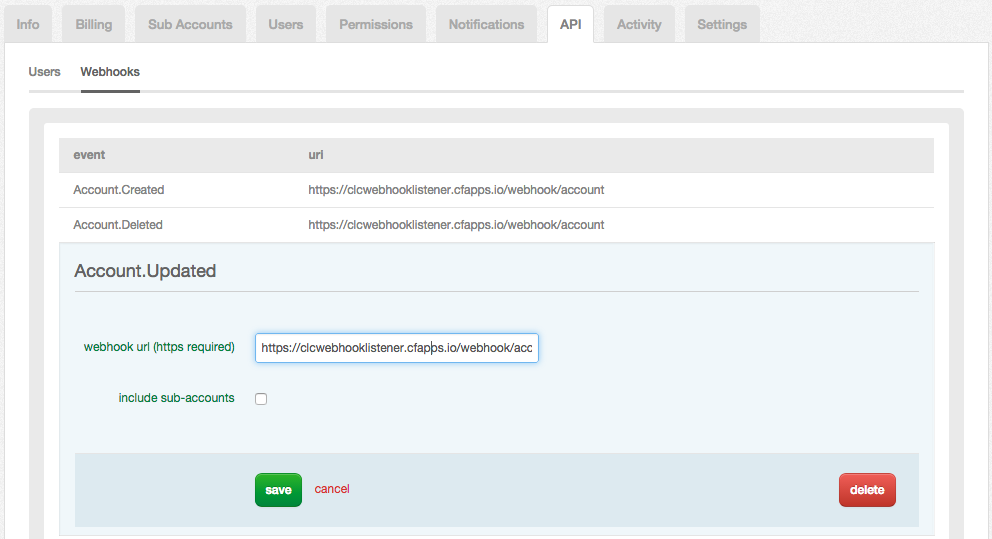 Info Billing Sub Accounts Users Permissions Notifications API Activity Settings
Users Webhooks
event uri
Account.Created https://clcwebhooklistener.cfapps.io/webhook/account
Account.Deleted https://clcwebhooklistener.cfapps.io/webhook/account
Account.Updated
webhook url (https required) https://clcwebhooklistener.cfapps.io/webhook/acc
include sub-accounts
save cancel delete